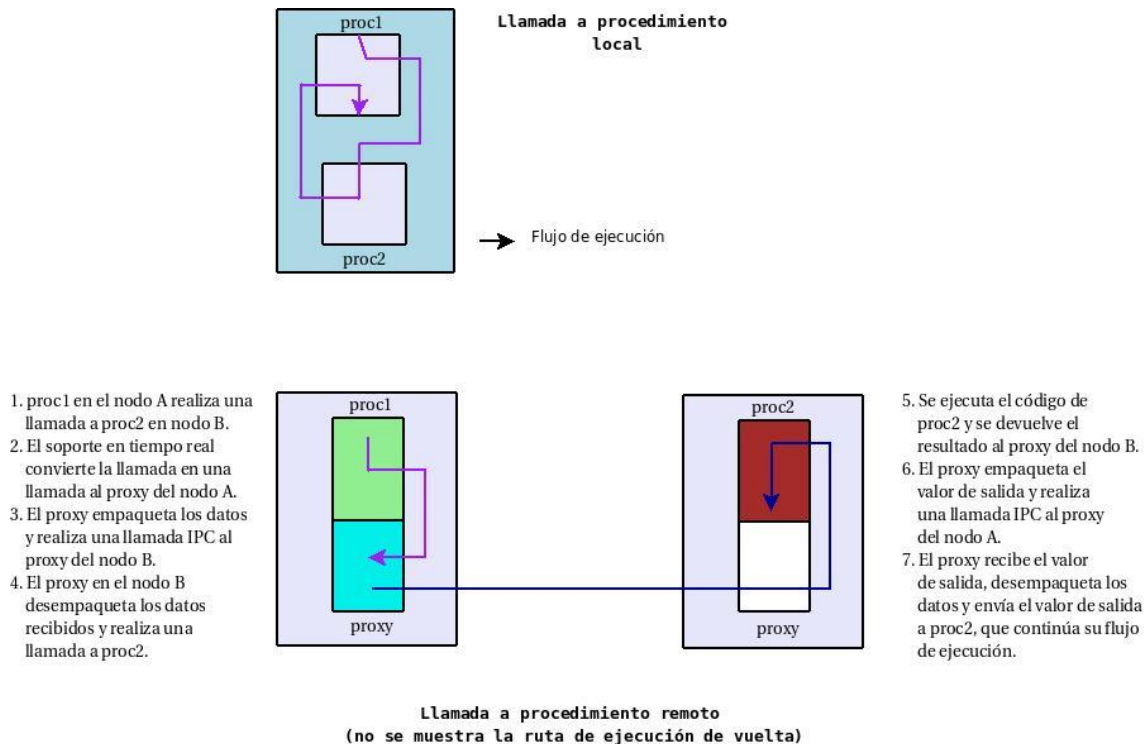 proc1
Llamada a procedimiento
local
Flujo de ejecución
proc2
1. proc1 en el nodo A realiza una
llamada a proc2 en nodo B.
2. El soporte en tiempo real
convierte la llamada en una
llamada al proxy del nodo A.
3. El proxy empaqueta los datos
y realiza una llamada IPC al
proxy del nodo B.
4. El proxy en el nodo B
desempaqueta los datos
recibidos y realiza una
llamada a proc2.
proc1
proxy
proc2
proxy
5. Se ejecuta el código de
proc2 y se devuelve el
resultado al proxy del nodo B.
6. El proxy empaqueta el
valor de salida y realiza
una llamada IPC al proxy
del nodo A.
7. El proxy recibe el valor
de salida, desempaqueta los
datos y envía el valor de salida
a proc2, que continúa su flujo
de ejecución.
Llamada a procedimiento remoto
(no se muestra la ruta de ejecución de vuelta)